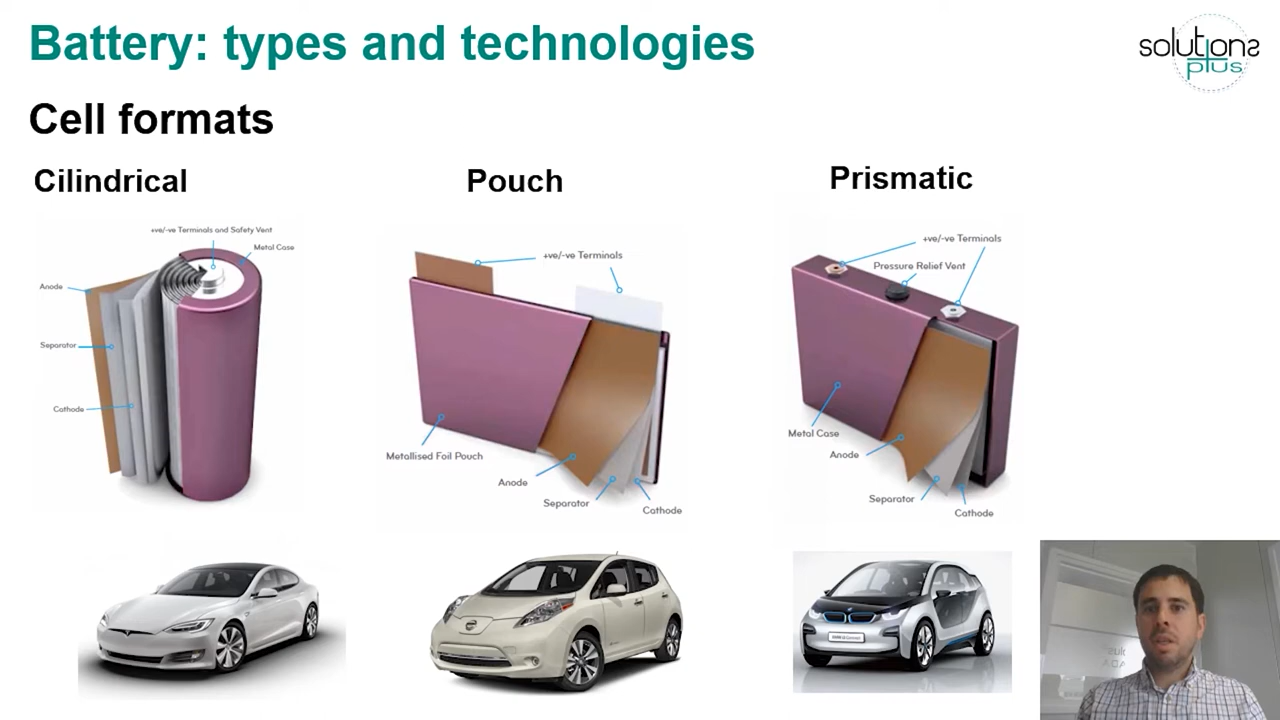 Battery: types and technologies
solutions
plus
Cell formats
Cilindrical
Pouch
Prismatic
+ve/-ve Terminals and Safety Vent
Metal Case
Anode
Separator
Cathode
+ve/-ve Terminals
Metallised Foil Pouch
Anode
Separator
Cathode
+ve/-ve Terminals
Pressure Relief Vent
Metal Case
Anode
Separator
Cathode